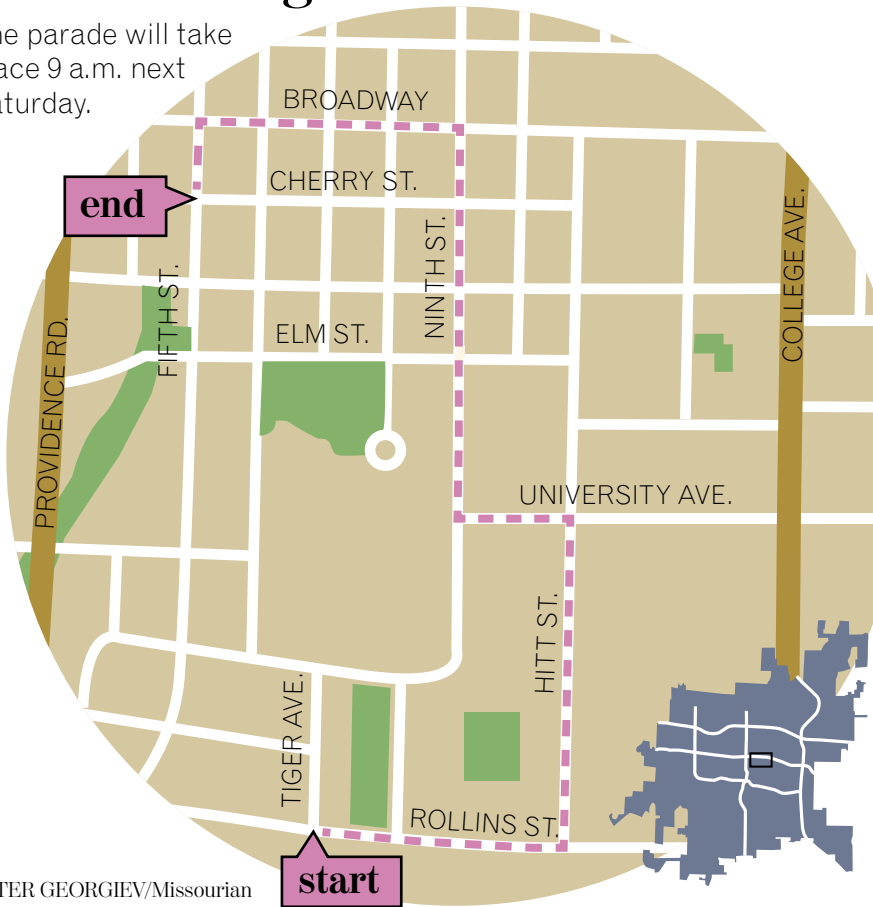 g
he parade will take
ace 9 a.m. next
aturday.
BROADWAY
CHERRY ST.
end
NINTH ST.
FIFTH ST.
COLLEGE AVE.
ELM ST.
PROVIDENCE RD.
UNIVERSITY AVE.
HITT ST.
TIGER AVE.
ROLLINS ST.
start
TER GEORGIEV/Missourian